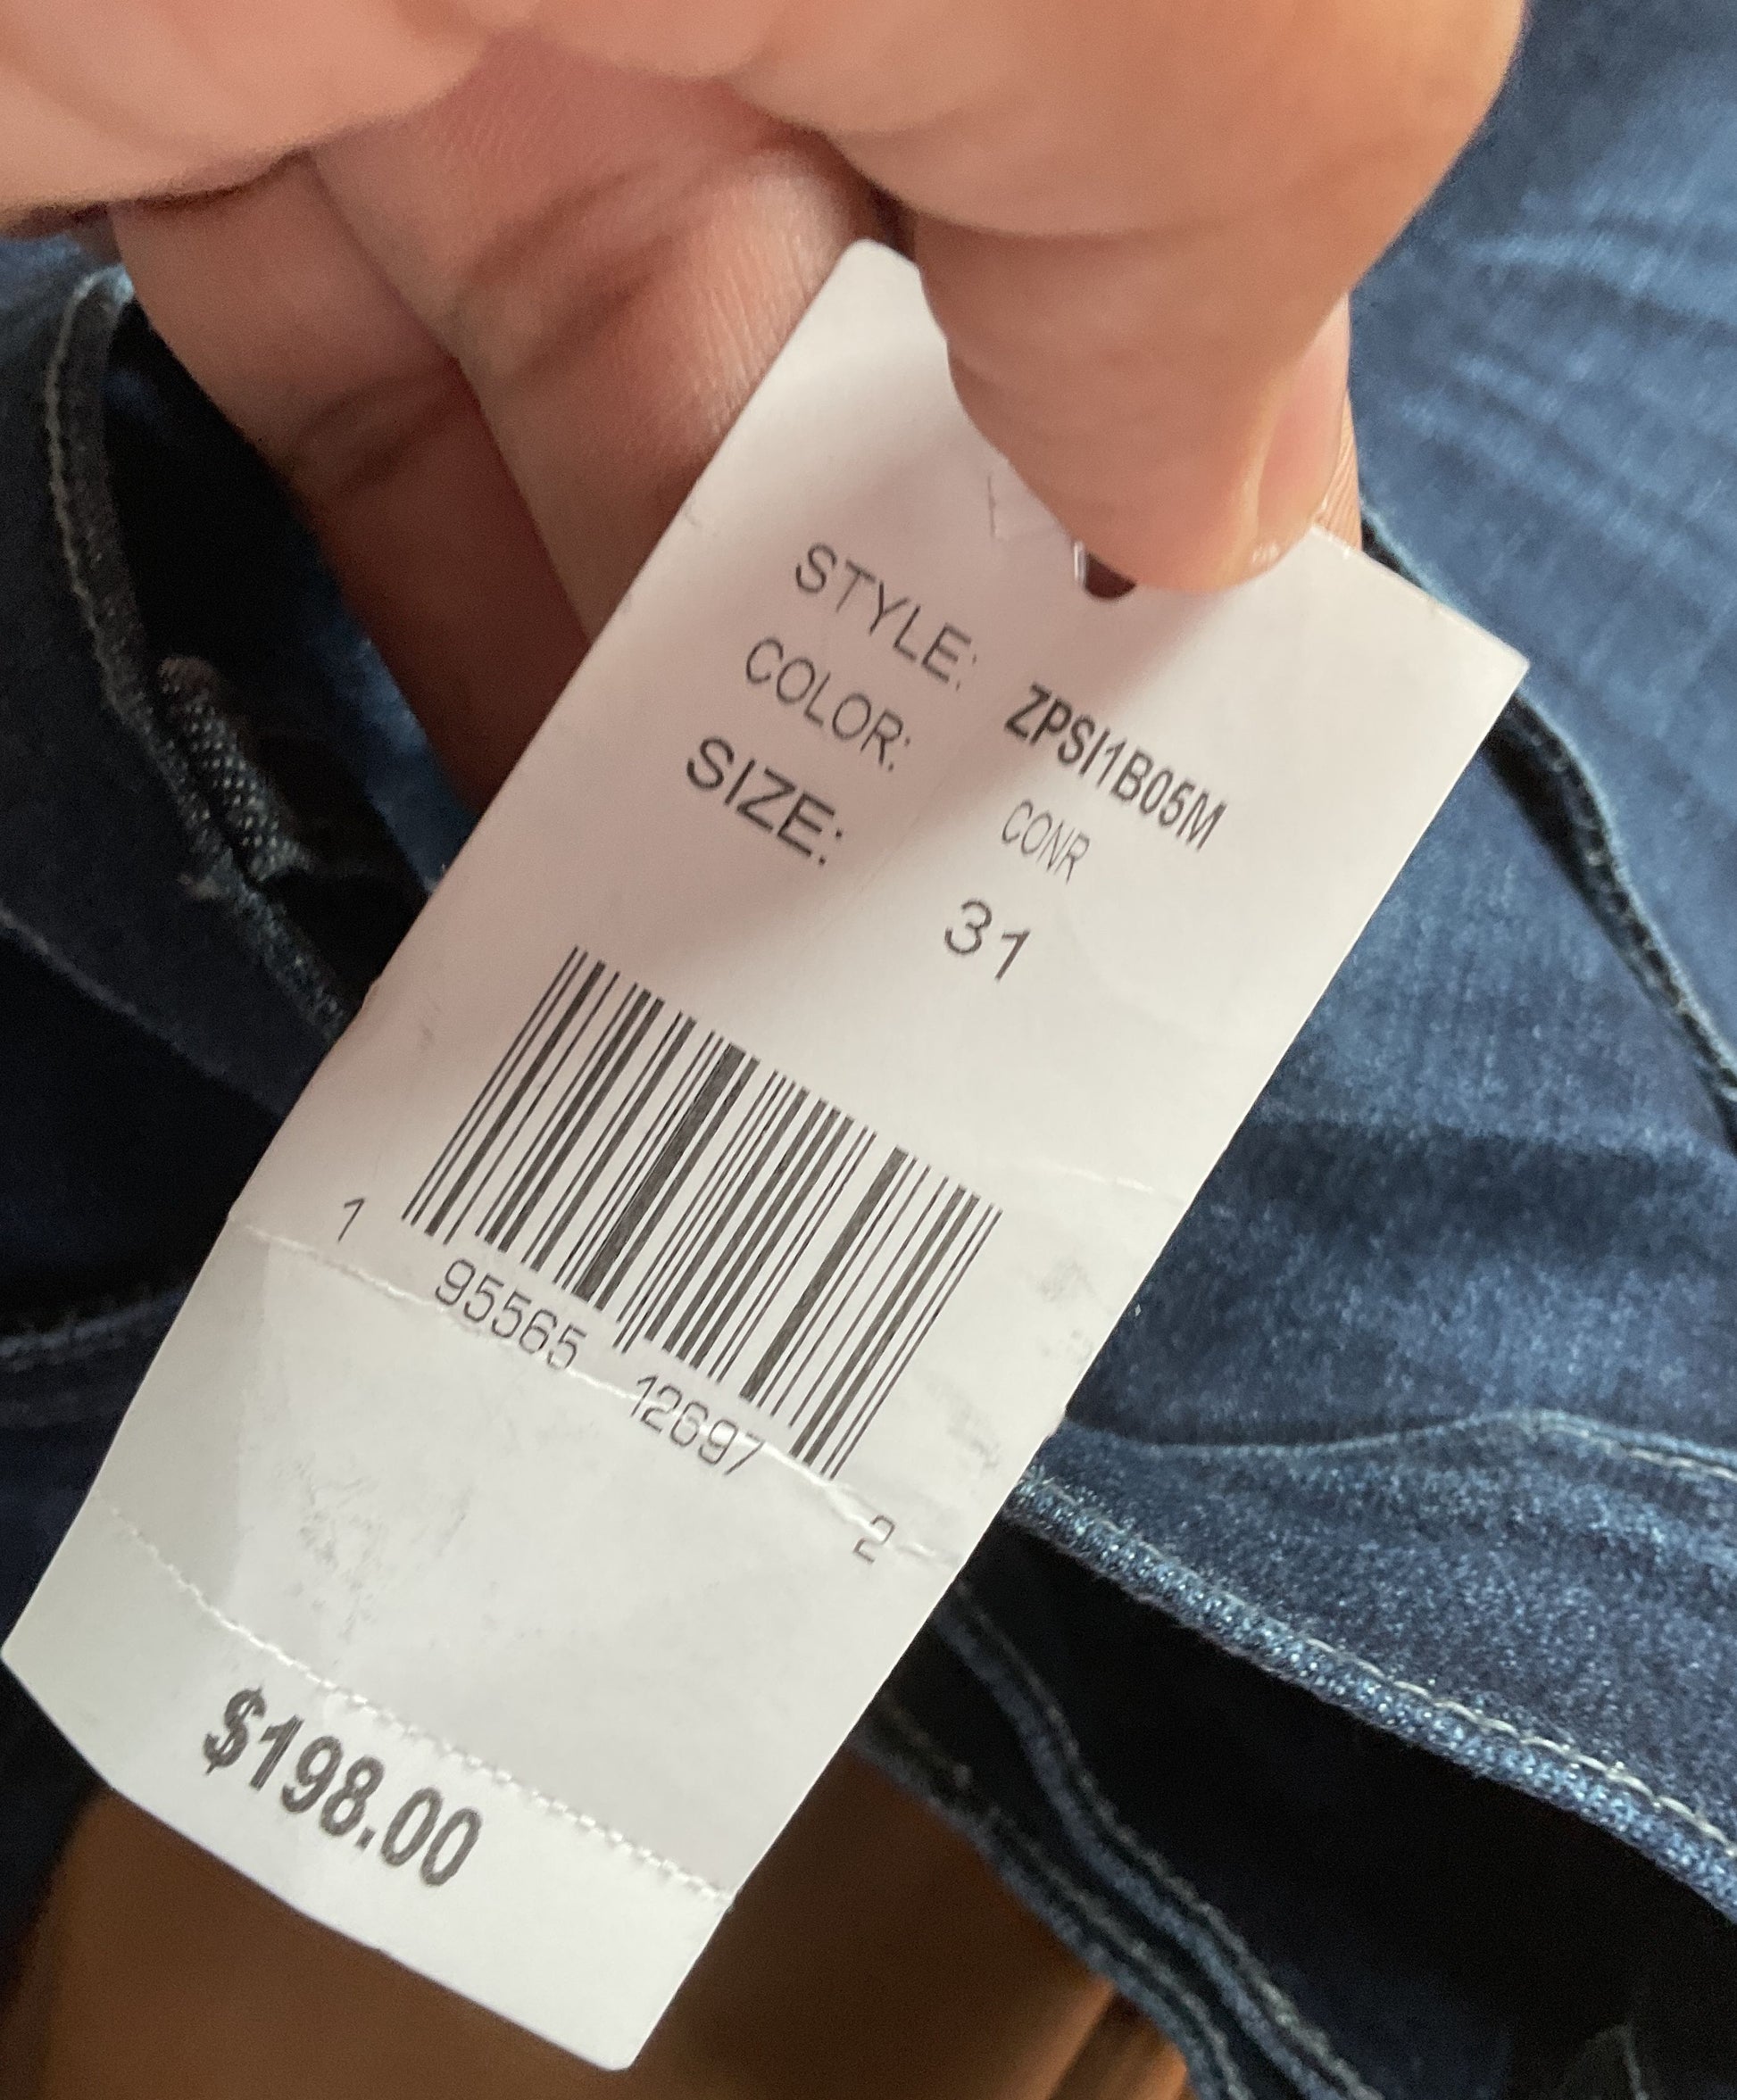 STYLE: ZPSI1B05M
COLOR: CONR
SIZE: 31
1 95565 12697 2
$198.00